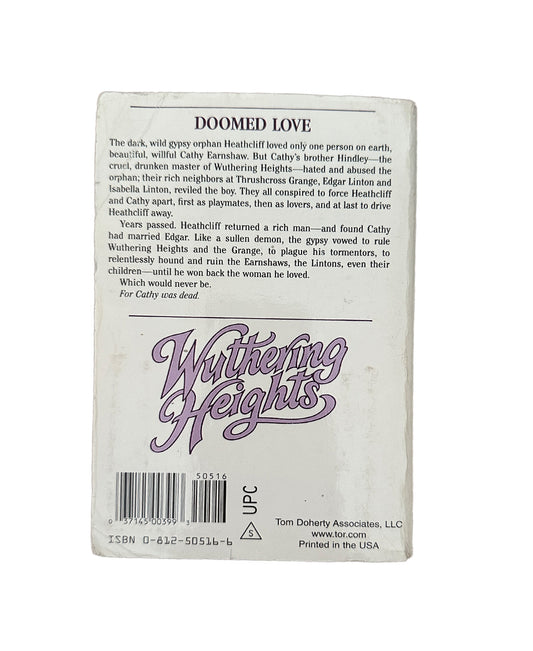 DOOMED LOVE
The dark, wild gypsy orphan Heathcliff loved only one person on earth,
beautiful, willful Cathy Earnshaw. But Cathy's brother Hindley—the
cruel, drunken master of Wuthering Heights—hated and abused the
orphan; their rich neighbors at Thrushcross Grange, Edgar Linton and
Isabella Linton, reviled the boy. They all conspired to force Heathcliff
and Cathy apart, first as playmates, then as lovers, and at last to drive
Heathcliff away.
Years passed. Heathcliff returned a rich man—and found Cathy
had married Edgar. Like a sullen demon, the gypsy vowed to rule
Wuthering Heights and the Grange, to plague his tormentors, to
relentlessly hound and ruin the Earnshaws, the Lintons, even their
children—until he won back the woman he loved.
Which would never be.
For Cathy was dead.
Wuthering
Heights
50516
0 37145 00399 3
UPC
S
ISBN 0-812-50516-6
Tom Doherty Associates, LLC
www.tor.com
Printed in the USA